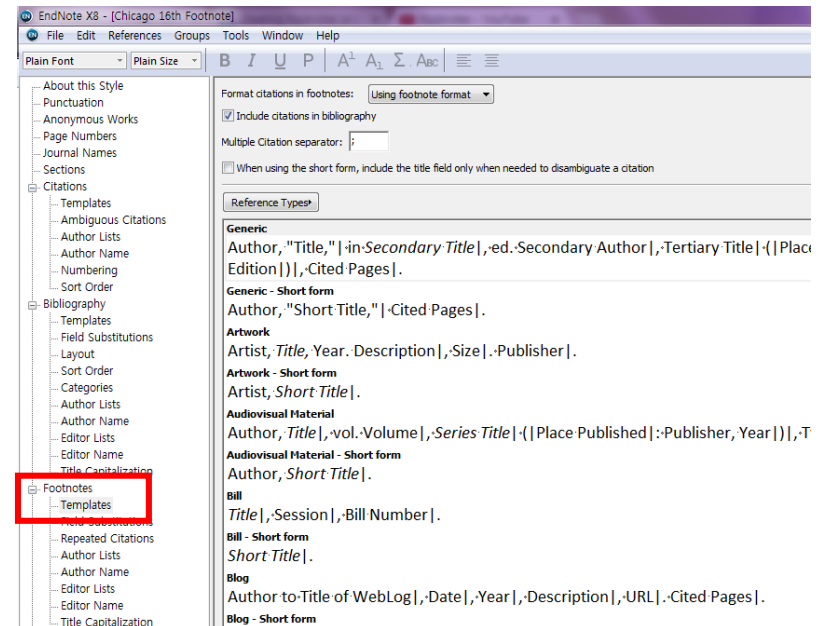 EndNote X8 - [Chicago 16th Footnote]
File Edit References Groups Tools Window Help
Plain Font Plain Size B I U P A¹ A₁ Σ ABC
About this Style
Punctuation
Anonymous Works
Page Numbers
Journal Names
Sections
Citations
Templates
Ambiguous Citations
Author Lists
Author Name
Numbering
Sort Order
Bibliography
Templates
Field Substitutions
Layout
Sort Order
Categories
Author Lists
Author Name
Editor Lists
Editor Name
Title Capitalization
Footnotes
Templates
Field Substitutions
Repeated Citations
Author Lists
Author Name
Editor Lists
Editor Name
Title Capitalization
Format citations in footnotes: Using footnote format
Include citations in bibliography
Multiple Citation separator: ;
When using the short form, include the title field only when needed to disambiguate a citation
Reference Types
Generic
Author,·"Title,"|·in·Secondary·Title|,·ed.·Secondary·Author|,·Tertiary·Title|·(|Place
Edition|)|,·Cited·Pages|.
Generic - Short form
Author,·"Short·Title,"|·Cited·Pages|.
Artwork
Artist,·Title,·Year.·Description|,·Size|.·Publisher|.
Artwork - Short form
Artist,·Short·Title|.
Audiovisual Material
Author,·Title|,·vol.·Volume|,·Series·Title|·(|Place·Published|:·Publisher,·Year|)|,·T
Audiovisual Material - Short form
Author,·Short·Title|.
Bill
Title|,·Session|,·Bill·Number|.
Bill - Short form
Short·Title|.
Blog
Author·to·Title·of·WebLog|,·Date|,·Year|,·Description|,·URL|.·Cited·Pages|.
Blog - Short form